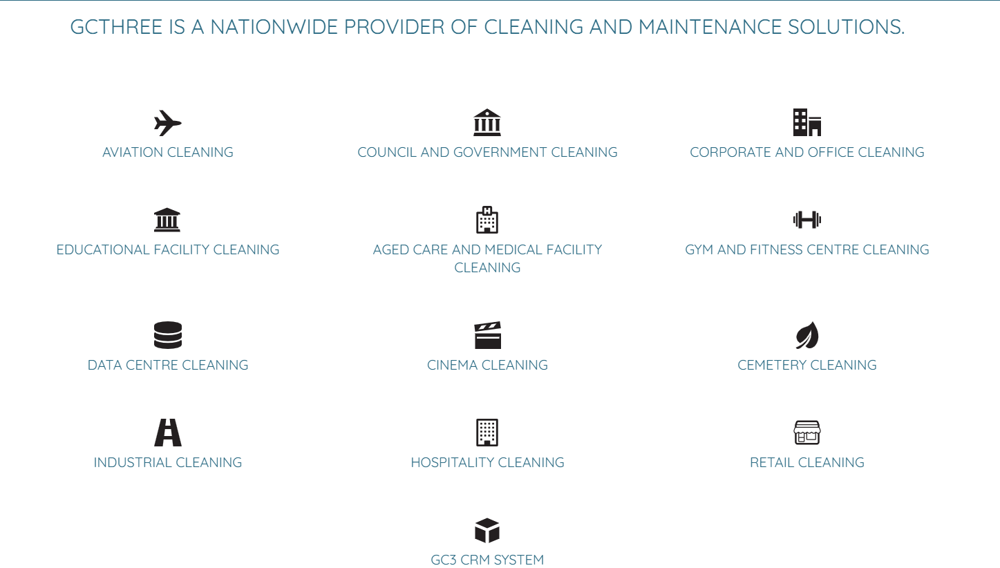 GCTHREE IS A NATIONWIDE PROVIDER OF CLEANING AND MAINTENANCE SOLUTIONS.
AVIATION CLEANING
COUNCIL AND GOVERNMENT CLEANING
CORPORATE AND OFFICE CLEANING
EDUCATIONAL FACILITY CLEANING
AGED CARE AND MEDICAL FACILITY
CLEANING
GYM AND FITNESS CENTRE CLEANING
DATA CENTRE CLEANING
CINEMA CLEANING
CEMETERY CLEANING
INDUSTRIAL CLEANING
HOSPITALITY CLEANING
RETAIL CLEANING
GC3 CRM SYSTEM